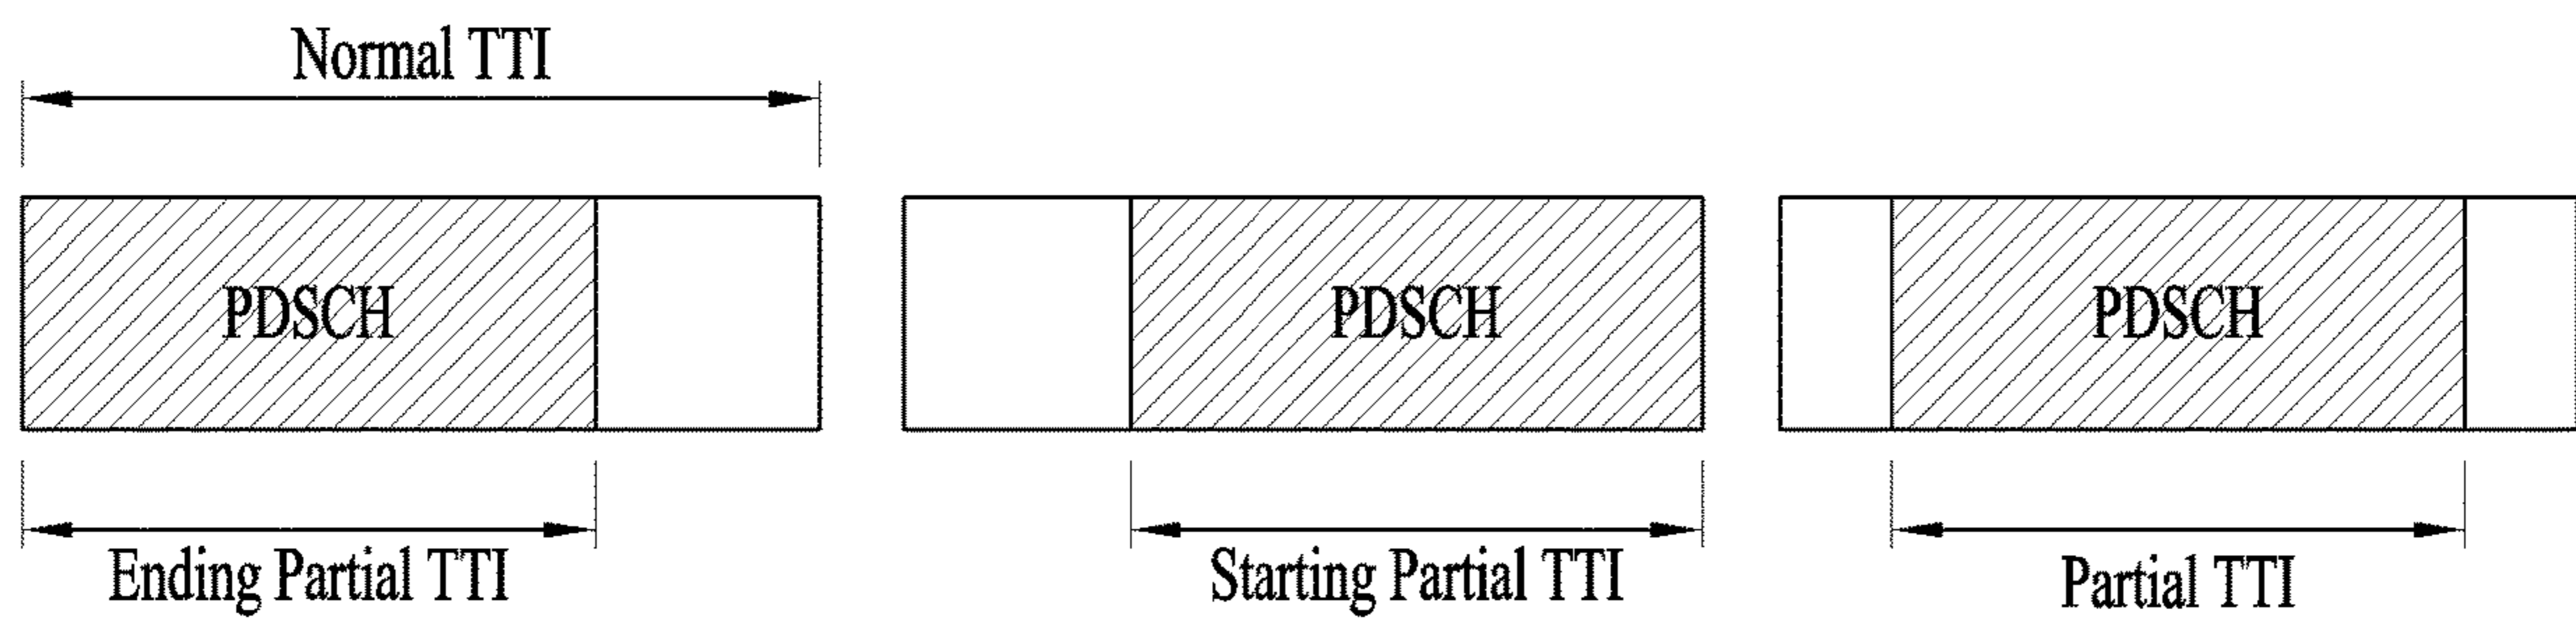 Normal TTI
PDSCH
PDSCH
PDSCH
Ending Partial TTI
Starting Partial TTI
Partial TTI